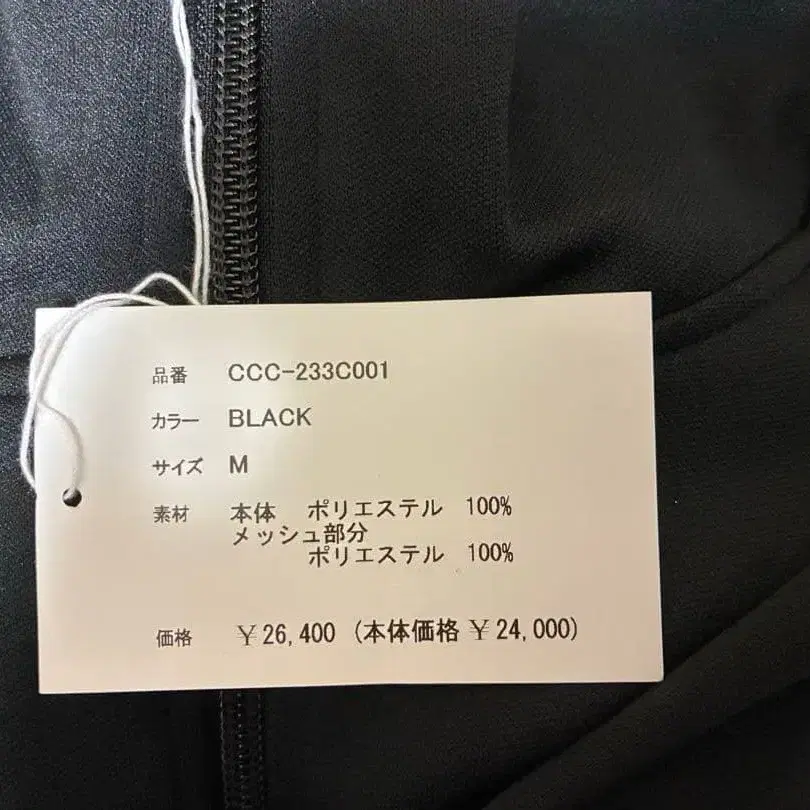 品番 CCC-233C001
カラー BLACK
サイズ M
素材 本体 ポリエステル 100%
メッシュ部分
ポリエステル 100%
価格 ￥26,400 (本体価格￥24,000)